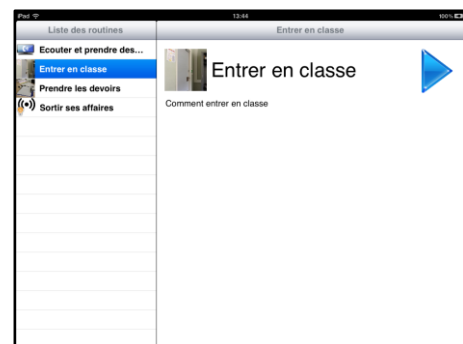 iPad 13:44 100%
Liste des routines
Entrer en classe
Ecouter et prendre des...
Entrer en classe
Prendre les devoirs
Sortir ses affaires
Entrer en classe
Comment entrer en classe